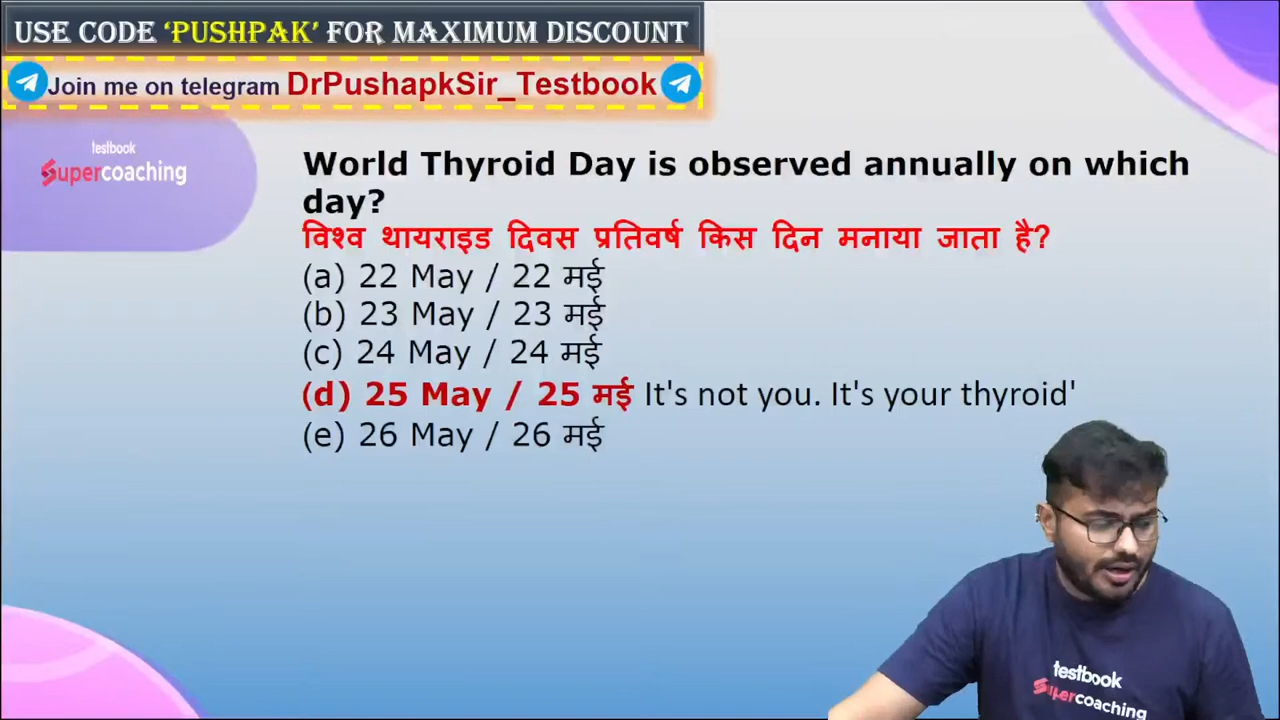 USE CODE ‘PUSHPAK’ FOR MAXIMUM DISCOUNT
Join me on telegram DrPushapkSir_Testbook
testbook
Supercoaching
World Thyroid Day is observed annually on which
day?
विश्व थायराइड दिवस प्रतिवर्ष किस दिन मनाया जाता है?
(a) 22 May / 22 मई
(b) 23 May / 23 मई
(c) 24 May / 24 मई
(d) 25 May / 25 मई It's not you. It's your thyroid'
(e) 26 May / 26 मई
testbook
Supercoaching